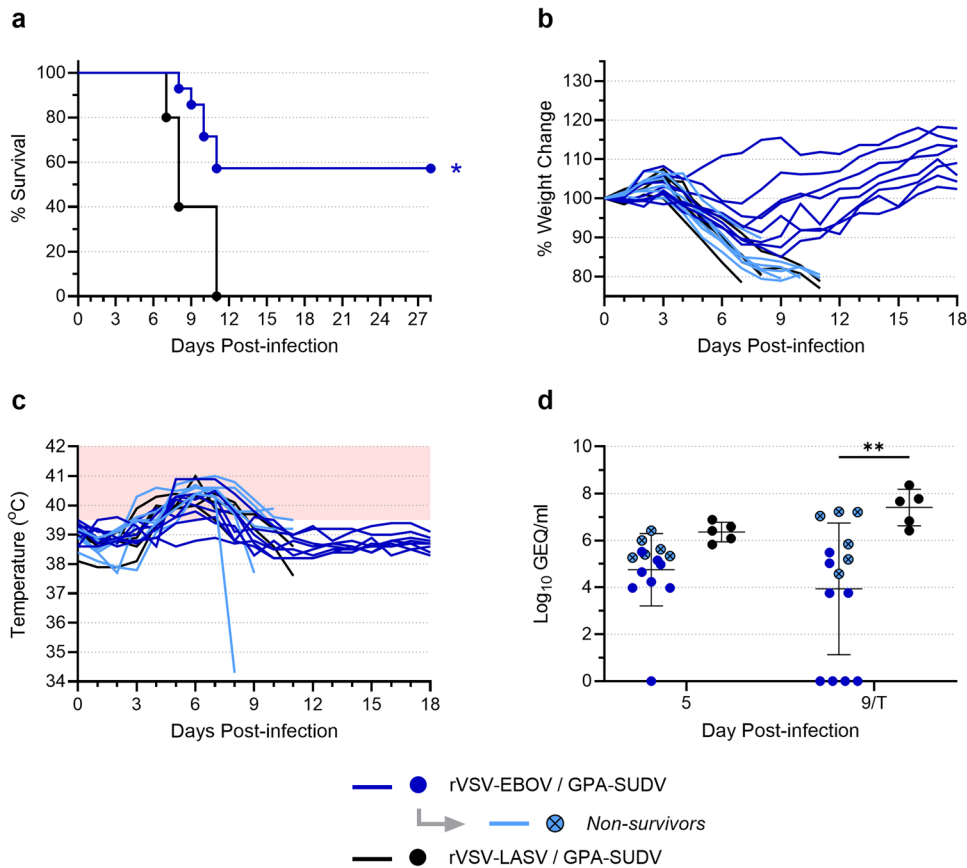 a
100
80
60
40
20
0
% Survival
*
0 3 6 9 12 15 18 21 24 27
Days Post-infection
b
130
120
110
100
90
80
% Weight Change
0 3 6 9 12 15 18
Days Post-infection
c
42
41
40
39
38
37
36
35
34
Temperature (⁰C)
0 3 6 9 12 15 18
Days Post-infection
d
10
8
6
4
2
0
Log₁₀ GEQ/ml
**
5 9/T
Day Post-infection
rVSV-EBOV / GPA-SUDV
Non-survivors
rVSV-LASV / GPA-SUDV